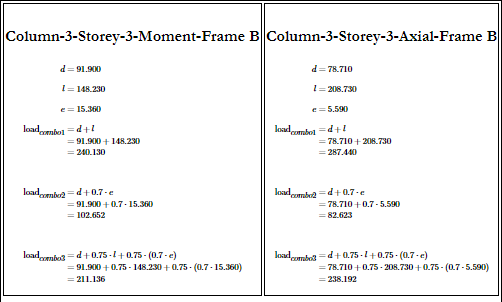 Column-3-Storey-3-Moment-Frame B
d = 91.900
l = 148.230
e = 15.360
load_combo1 = d + l
= 91.900 + 148.230
= 240.130
load_combo2 = d + 0.7 · e
= 91.900 + 0.7 · 15.360
= 102.652
load_combo3 = d + 0.75 · l + 0.75 · (0.7 · e)
= 91.900 + 0.75 · 148.230 + 0.75 · (0.7 · 15.360)
= 211.136
Column-3-Storey-3-Axial-Frame B
d = 78.710
l = 208.730
e = 5.590
load_combo1 = d + l
= 78.710 + 208.730
= 287.440
load_combo2 = d + 0.7 · e
= 78.710 + 0.7 · 5.590
= 82.623
load_combo3 = d + 0.75 · l + 0.75 · (0.7 · e)
= 78.710 + 0.75 · 208.730 + 0.75 · (0.7 · 5.590)
= 238.192